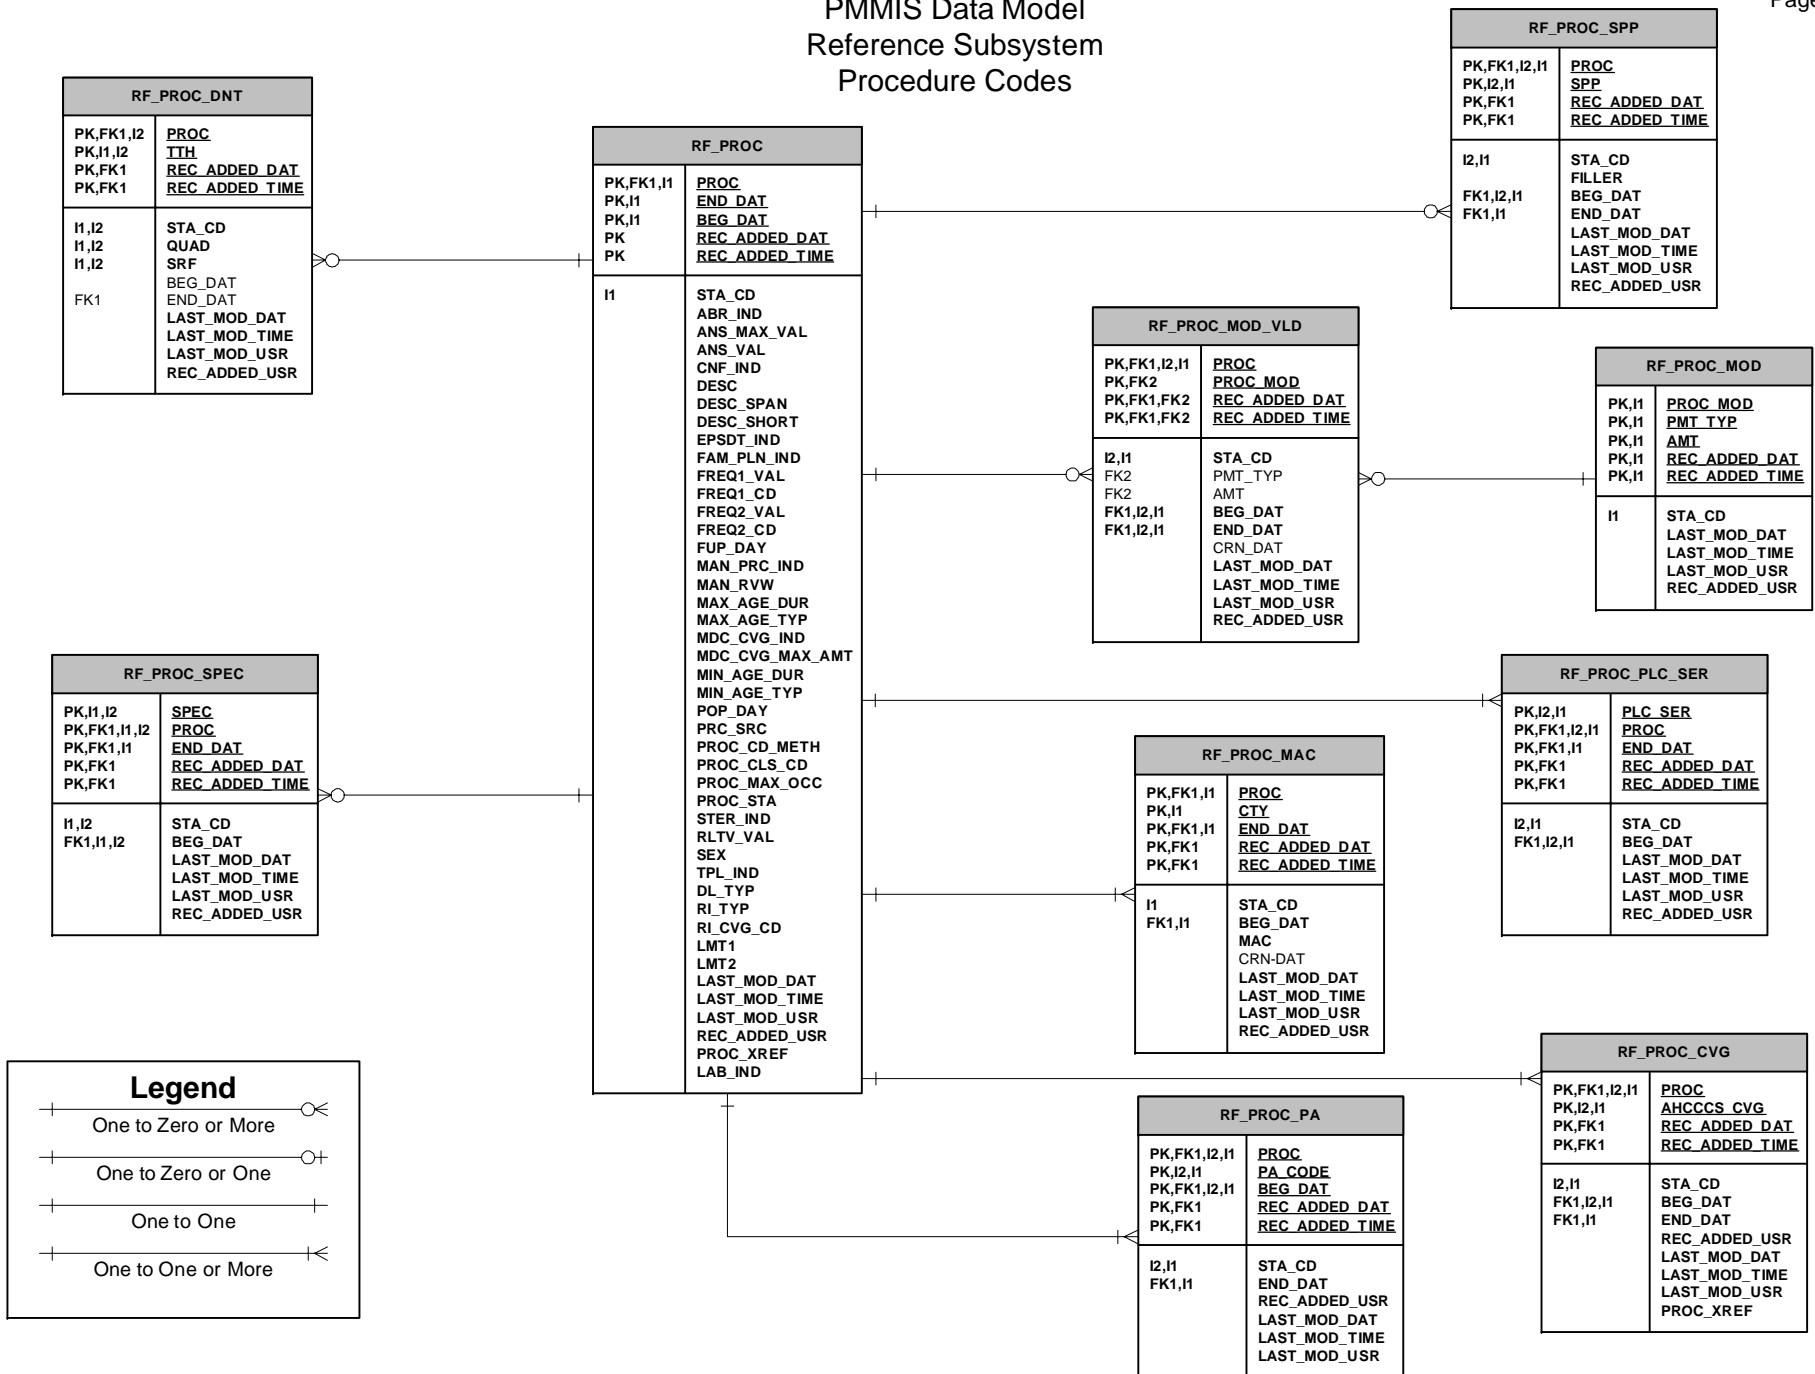 PMMIS Data Model
Reference Subsystem
Procedure Codes
RF_PROC_DNT
PK,FK1,I2 PROC
PK,I1,I2 TTH
PK,FK1 REC_ADDED_DAT
PK,FK1 REC_ADDED_TIME
I1,I2 STA_CD
I1,I2 QUAD
I1,I2 SRF
BEG_DAT
FK1 END_DAT
LAST_MOD_DAT
LAST_MOD_TIME
LAST_MOD_USR
REC_ADDED_USR
RF_PROC
PK,FK1,I1 PROC
PK,I1 END_DAT
PK,I1 BEG_DAT
PK REC_ADDED_DAT
PK REC_ADDED_TIME
I1 STA_CD
ABR_IND
ANS_MAX_VAL
ANS_VAL
CNF_IND
DESC
DESC_SPAN
DESC_SHORT
EPSDT_IND
FAM_PLN_IND
FREQ1_VAL
FREQ1_CD
FREQ2_VAL
FREQ2_CD
FUP_DAY
MAN_PRC_IND
MAN_RVW
MAX_AGE_DUR
MAX_AGE_TYP
MDC_CVG_IND
MDC_CVG_MAX_AMT
MIN_AGE_DUR
MIN_AGE_TYP
POP_DAY
PRC_SRC
PROC_CD_METH
PROC_CLS_CD
PROC_MAX_OCC
PROC_STA
STER_IND
RLTV_VAL
SEX
TPL_IND
DL_TYP
RI_TYP
RI_CVG_CD
LMT1
LMT2
LAST_MOD_DAT
LAST_MOD_TIME
LAST_MOD_USR
REC_ADDED_USR
PROC_XREF
LAB_IND
RF_PROC_SPP
PK,FK1,I2,I1 PROC
PK,I2,I1 SPP
PK,FK1 REC_ADDED_DAT
PK,FK1 REC_ADDED_TIME
I2,I1 STA_CD
FILLER
FK1,I2,I1 BEG_DAT
FK1,I1 END_DAT
LAST_MOD_DAT
LAST_MOD_TIME
LAST_MOD_USR
REC_ADDED_USR
RF_PROC_MOD_VLD
PK,FK1,I2,I1 PROC
PK,FK2 PROC_MOD
PK,FK1,FK2 REC_ADDED_DAT
PK,FK1,FK2 REC_ADDED_TIME
I2,I1 STA_CD
FK2 PMT_TYP
FK2 AMT
FK1,I2,I1 BEG_DAT
FK1,I2,I1 END_DAT
CRN_DAT
LAST_MOD_DAT
LAST_MOD_TIME
LAST_MOD_USR
REC_ADDED_USR
RF_PROC_MOD
PK,I1 PROC_MOD
PK,I1 PMT_TYP
PK,I1 AMT
PK,I1 REC_ADDED_DAT
PK,I1 REC_ADDED_TIME
I1 STA_CD
LAST_MOD_DAT
LAST_MOD_TIME
LAST_MOD_USR
REC_ADDED_USR
RF_PROC_SPEC
PK,I1,I2 SPEC
PK,FK1,I1,I2 PROC
PK,FK1,I1 END_DAT
PK,FK1 REC_ADDED_DAT
PK,FK1 REC_ADDED_TIME
I1,I2 STA_CD
FK1,I1,I2 BEG_DAT
LAST_MOD_DAT
LAST_MOD_TIME
LAST_MOD_USR
REC_ADDED_USR
RF_PROC_PLC_SER
PK,I2,I1 PLC_SER
PK,FK1,I2,I1 PROC
PK,FK1,I1 END_DAT
PK,FK1 REC_ADDED_DAT
PK,FK1 REC_ADDED_TIME
I2,I1 STA_CD
FK1,I2,I1 BEG_DAT
LAST_MOD_DAT
LAST_MOD_TIME
LAST_MOD_USR
REC_ADDED_USR
RF_PROC_MAC
PK,FK1,I1 PROC
PK,I1 CTY
PK,FK1,I1 END_DAT
PK,FK1 REC_ADDED_DAT
PK,FK1 REC_ADDED_TIME
I1 STA_CD
FK1,I1 BEG_DAT
MAC
CRN-DAT
LAST_MOD_DAT
LAST_MOD_TIME
LAST_MOD_USR
REC_ADDED_USR
RF_PROC_CVG
PK,FK1,I2,I1 PROC
PK,I2,I1 AHCCCS_CVG
PK,FK1 REC_ADDED_DAT
PK,FK1 REC_ADDED_TIME
I2,I1 STA_CD
FK1,I2,I1 BEG_DAT
FK1,I1 END_DAT
REC_ADDED_USR
LAST_MOD_DAT
LAST_MOD_TIME
LAST_MOD_USR
PROC_XREF
RF_PROC_PA
PK,FK1,I2,I1 PROC
PK,I2,I1 PA_CODE
PK,FK1,I2,I1 BEG_DAT
PK,FK1 REC_ADDED_DAT
PK,FK1 REC_ADDED_TIME
I2,I1 STA_CD
FK1,I1 END_DAT
REC_ADDED_USR
LAST_MOD_DAT
LAST_MOD_TIME
LAST_MOD_USR
Legend
One to Zero or More
One to Zero or One
One to One
One to One or More